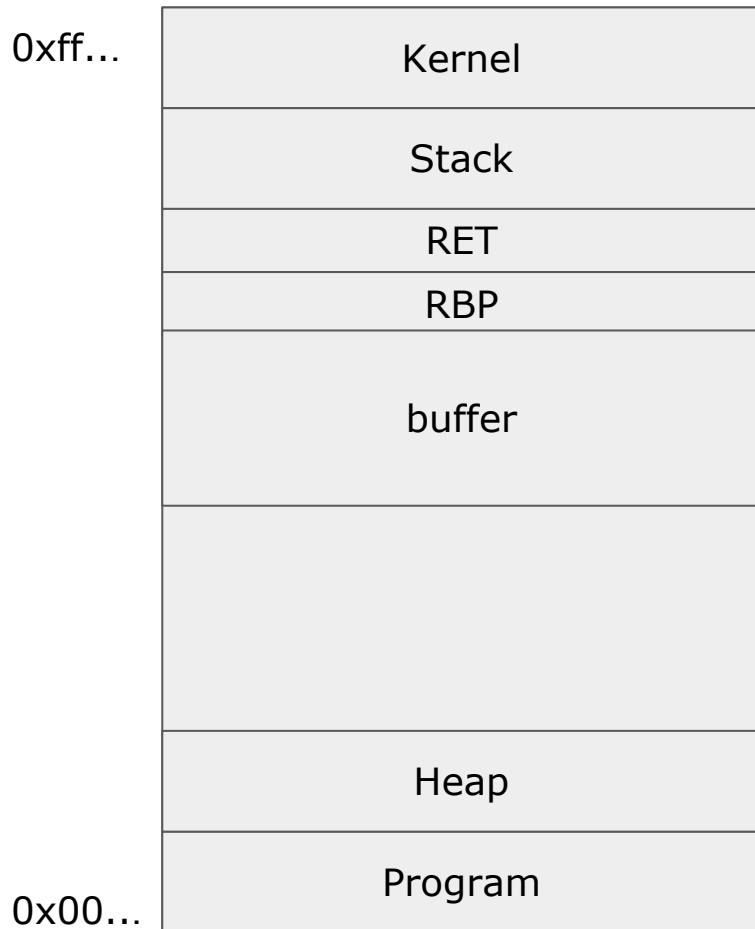 0xff...
Kernel
Stack
RET
RBP
buffer
Heap
Program
0x00...